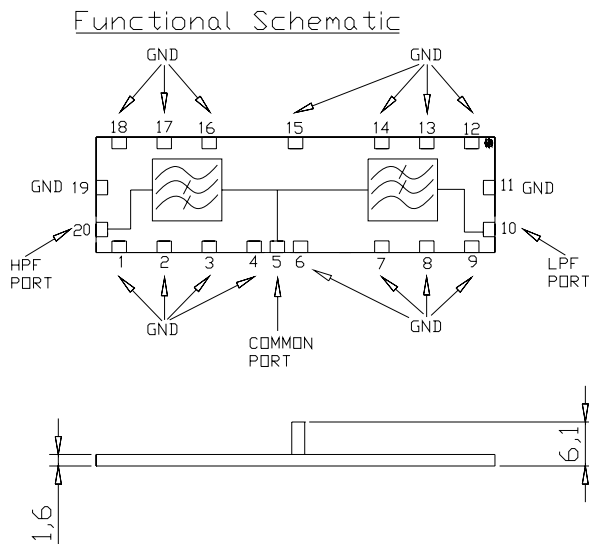 Functional Schematic
GND GND
18 17 16 15 14 13 12
GND 19 11 GND
20 10
HPF
PORT
LPF
PORT
1 2 3 4 5 6 7 8 9
GND GND
COMMON
PORT
1,6
6,1